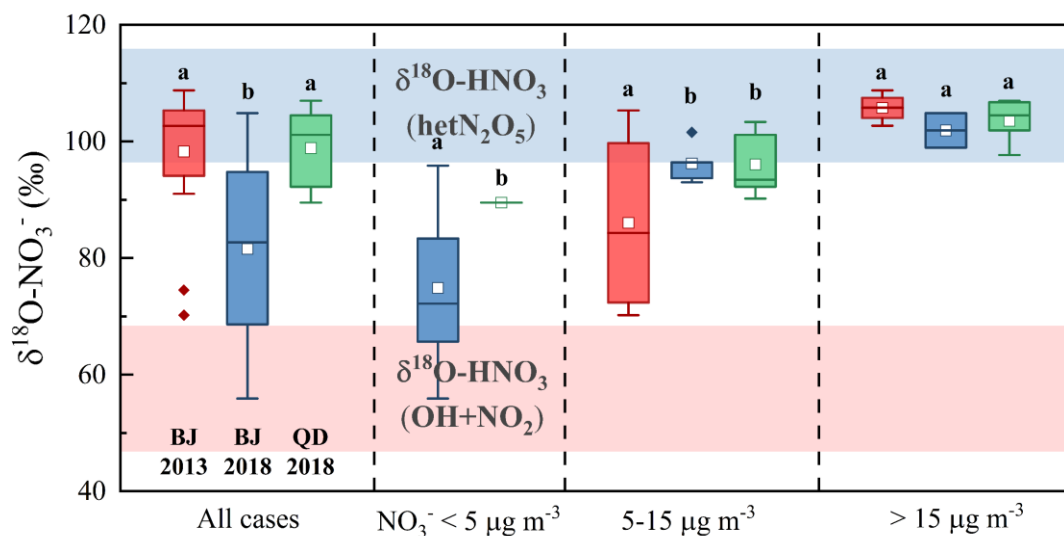 120
100
80
60
40
δ¹⁸O-NO₃⁻ (‰)
a
b
a
δ¹⁸O-HNO₃
(hetN₂O₅)
a
b
a
b
b
a
a
a
δ¹⁸O-HNO₃
(OH+NO₂)
BJ
2013
BJ
2018
QD
2018
All cases
NO₃⁻ < 5 μg m⁻³
5-15 μg m⁻³
> 15 μg m⁻³